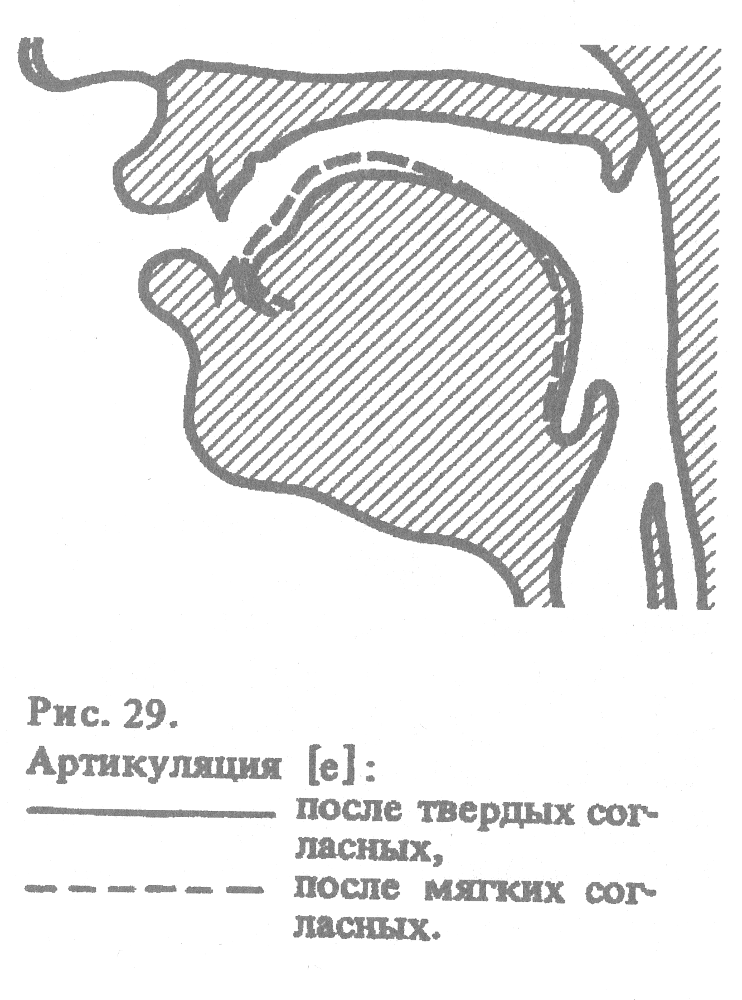 Рис. 29.
Артикуляция [е]:
после твердых сог-
ласных,
после мягких сог-
ласных.